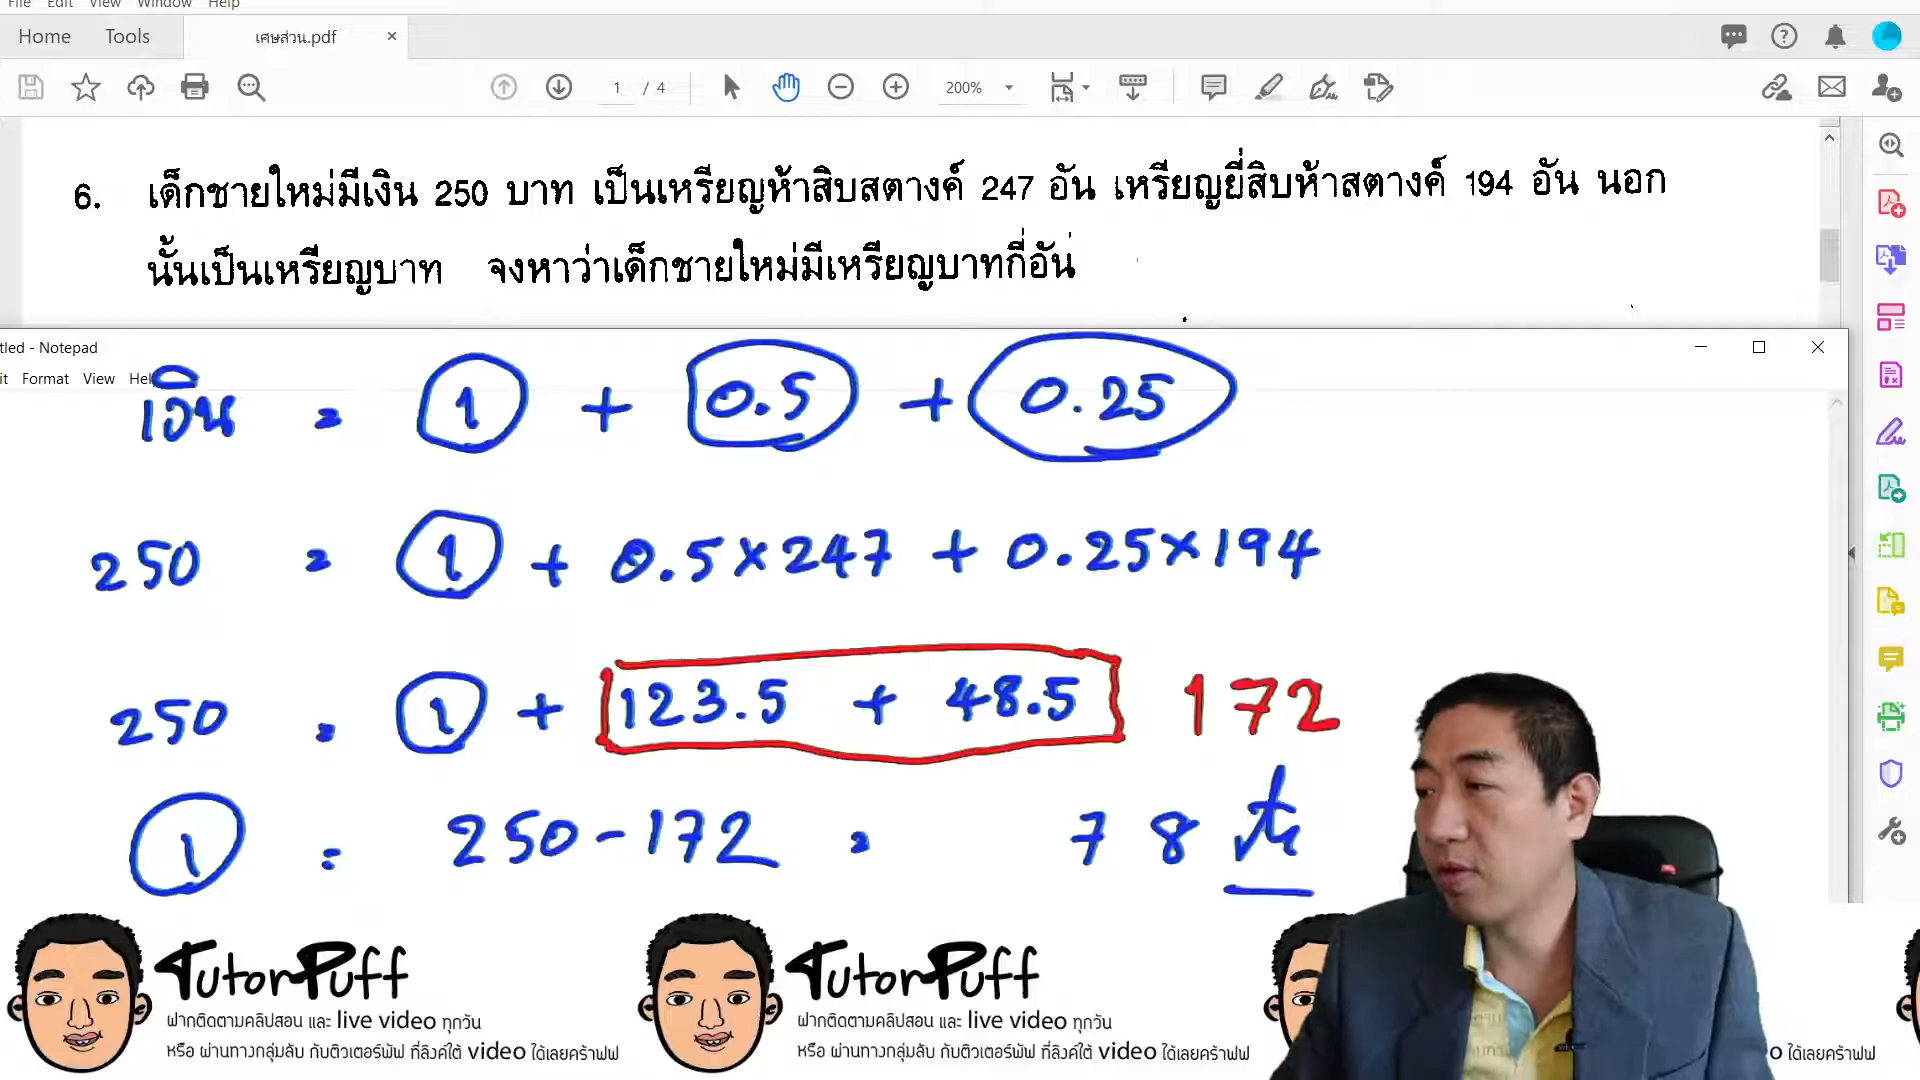 File Edit View Window Help
Home Tools เศษส่วน.pdf
1 / 4 200%
6. เด็กชายใหม่มีเงิน 250 บาท เป็นเหรียญห้าสิบสตางค์ 247 อัน เหรียญยี่สิบห้าสตางค์ 194 อัน นอก
นั้นเป็นเหรียญบาท จงหาว่าเด็กชายใหม่มีเหรียญบาทกี่อัน
tled - Notepad
it Format View Help
เงิน = 1 + 0.5 + 0.25
250 = 1 + 0.5×247 + 0.25×194
250 = 1 + 123.5 + 48.5 172
1 = 250-172 = 78
TutorPuff
ฝากติดตามคลิปสอน และ live video ทุกวัน
หรือ ผ่านทางกลุ่มลับ กับติวเตอร์พัฟ ที่ลิงค์ใต้ video ได้เลยคร้าฟฟ
TutorPuff
ฝากติดตามคลิปสอน และ live video ทุกวัน
หรือ ผ่านทางกลุ่มลับ กับติวเตอร์พัฟ ที่ลิงค์ใต้ video ได้เลยคร้าฟฟ
o ได้เลยคร้าฟฟ